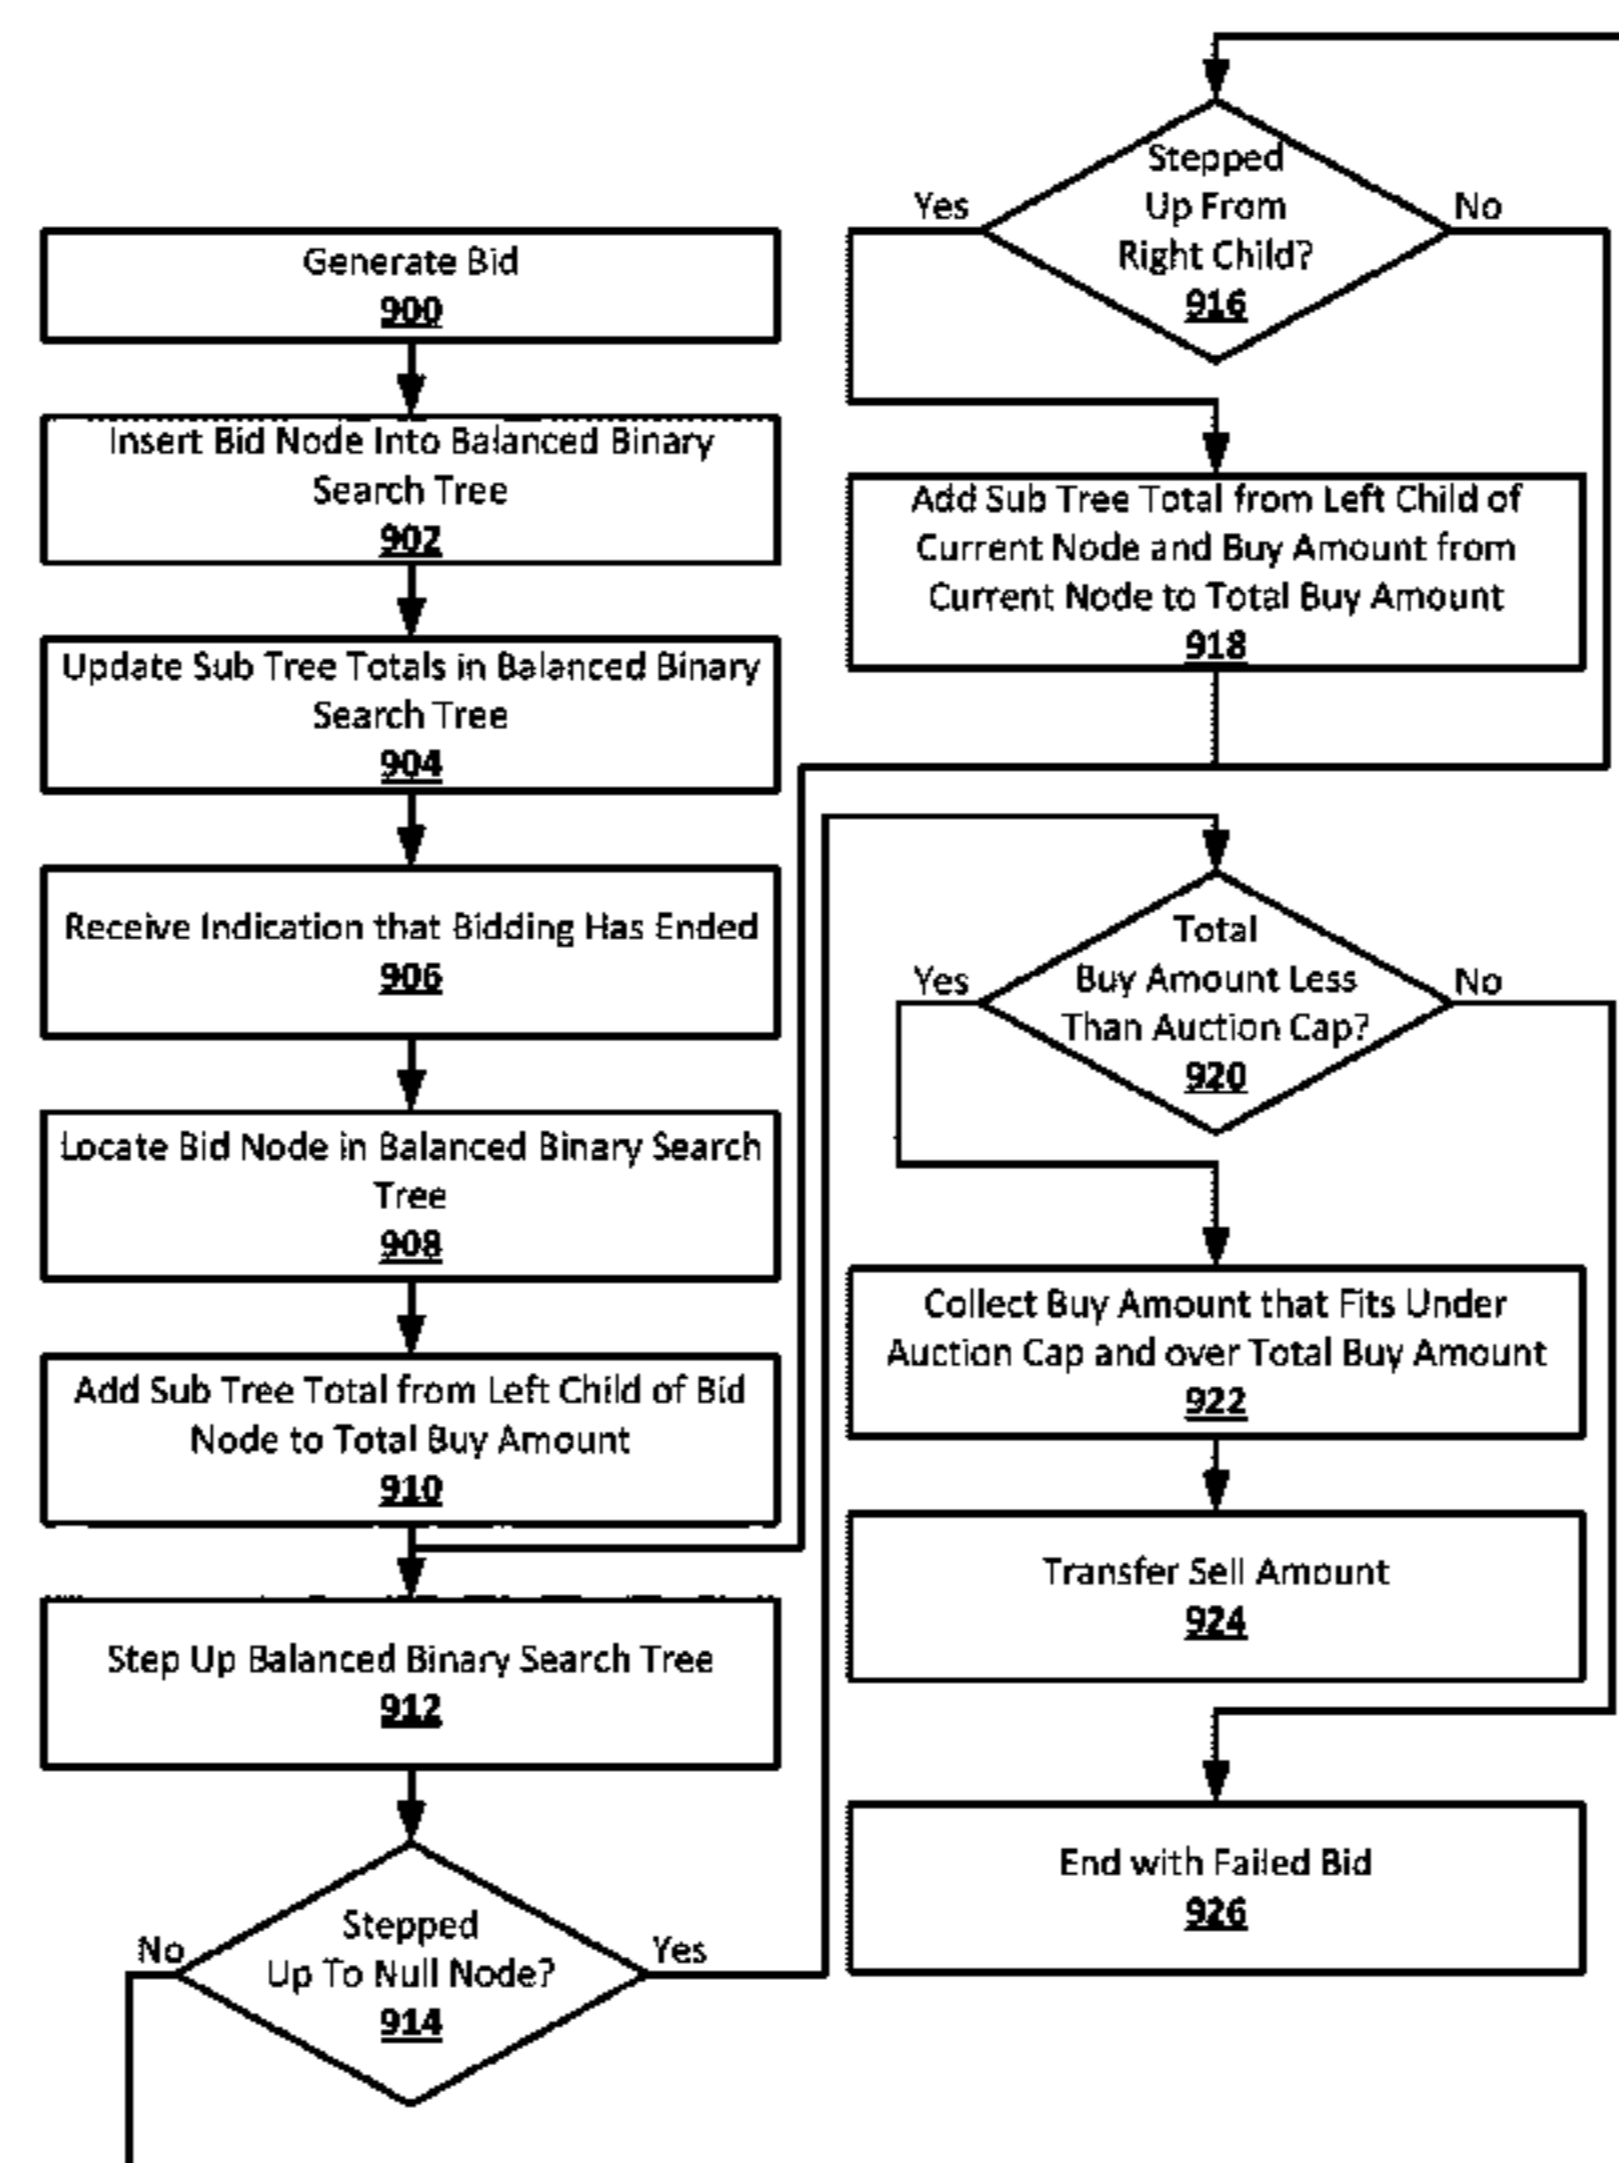 Generate Bid
900
Insert Bid Node Into Balanced Binary
Search Tree
902
Update Sub Tree Totals in Balanced Binary
Search Tree
904
Receive Indication that Bidding Has Ended
906
Locate Bid Node in Balanced Binary Search
Tree
908
Add Sub Tree Total from Left Child of Bid
Node to Total Buy Amount
910
Step Up Balanced Binary Search Tree
912
Stepped
Up To Null Node?
914
No
Yes
Stepped
Up From
Right Child?
916
Yes
No
Add Sub Tree Total from Left Child of
Current Node and Buy Amount from
Current Node to Total Buy Amount
918
Total
Buy Amount Less
Than Auction Cap?
920
Yes
No
Collect Buy Amount that Fits Under
Auction Cap and over Total Buy Amount
922
Transfer Sell Amount
924
End with Failed Bid
926